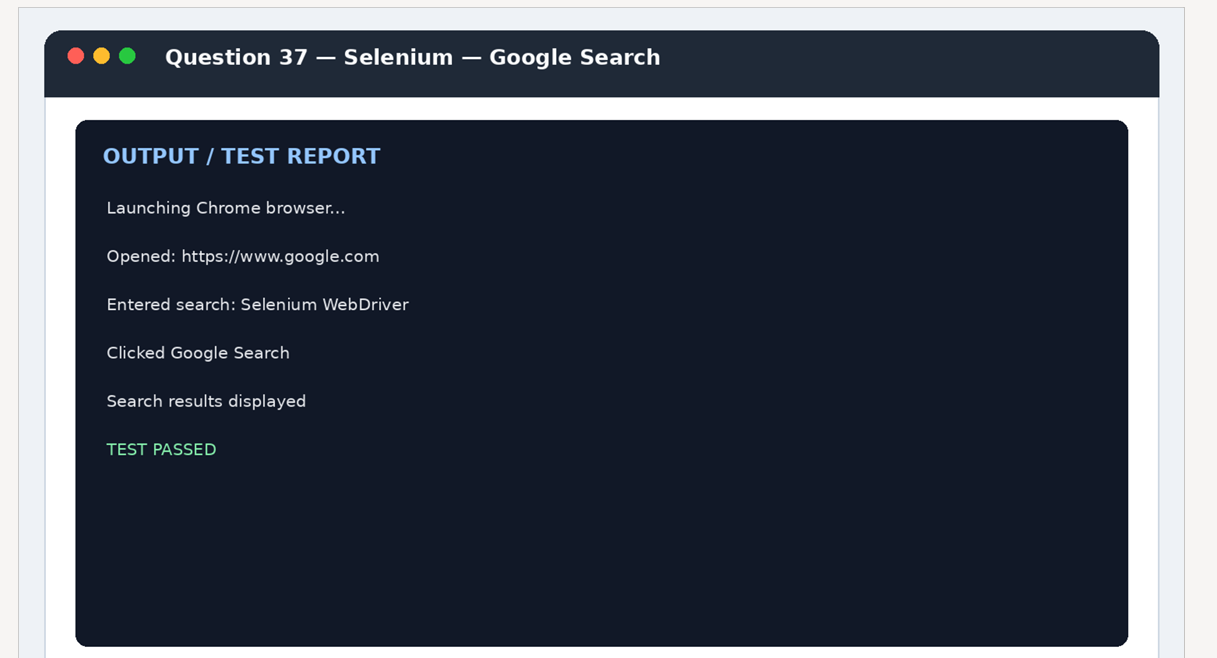 Question 37 — Selenium — Google Search
OUTPUT / TEST REPORT
Launching Chrome browser...
Opened: https://www.google.com
Entered search: Selenium WebDriver
Clicked Google Search
Search results displayed
TEST PASSED